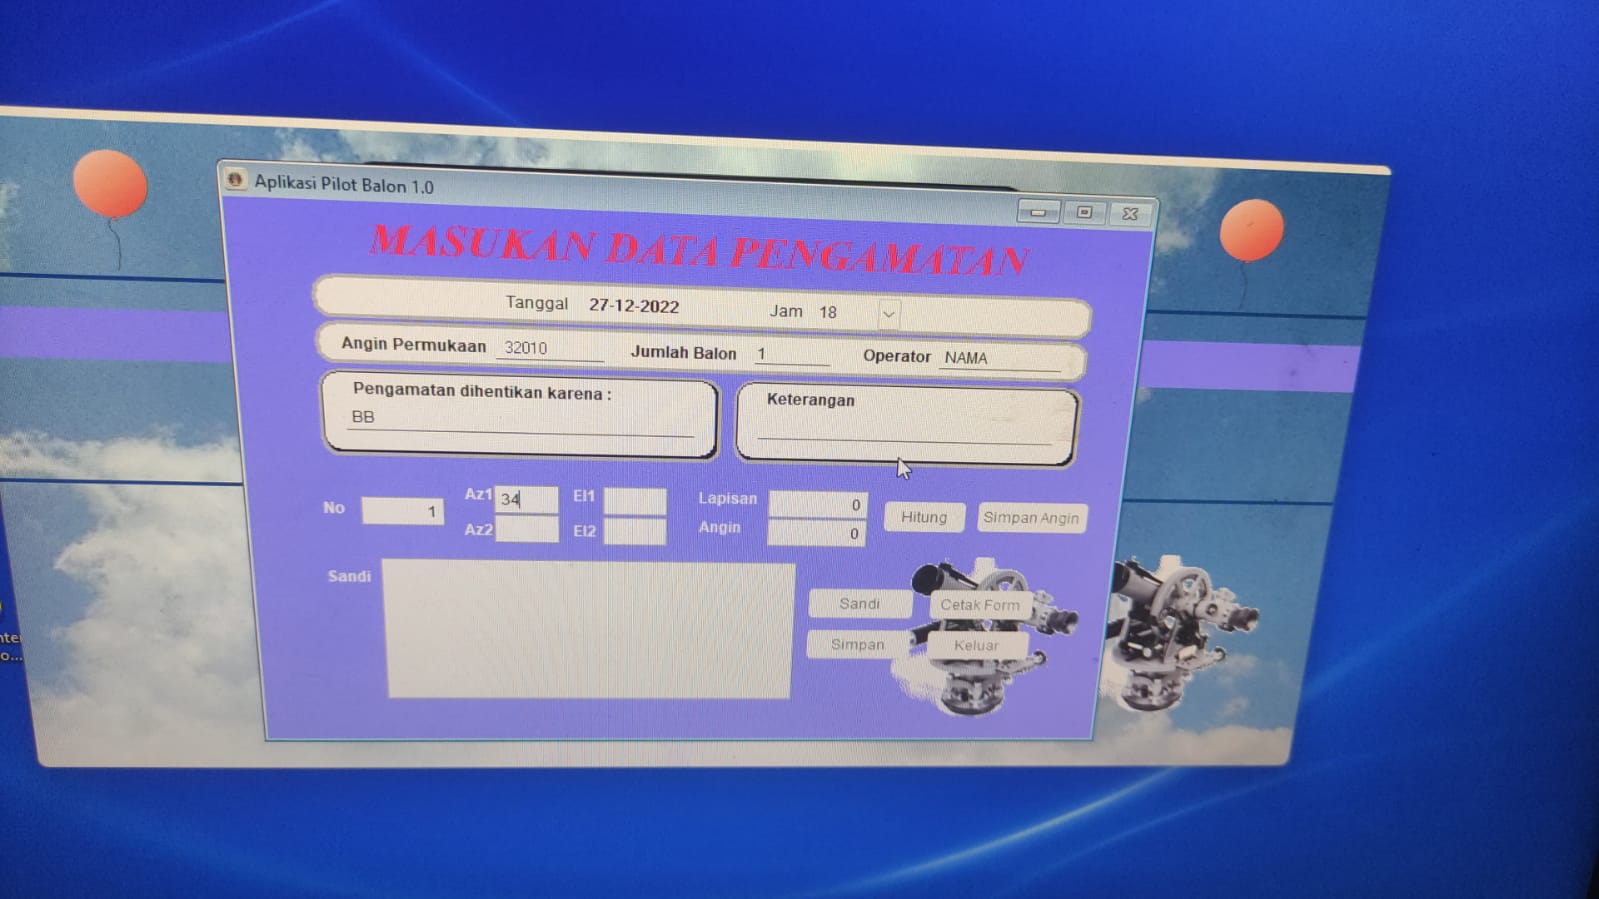 Aplikasi Pilot Balon 1.0
MASUKAN DATA PENGAMATAN
Tanggal 27-12-2022 Jam 18
Angin Permukaan 32010 Jumlah Balon 1 Operator NAMA
Pengamatan dihentikan karena :
BB
Keterangan
No 1
Az1 34 El1
Az2 El2
Lapisan 0
Angin 0
Hitung Simpan Angin
Sandi
Sandi Cetak Form
Simpan Keluar